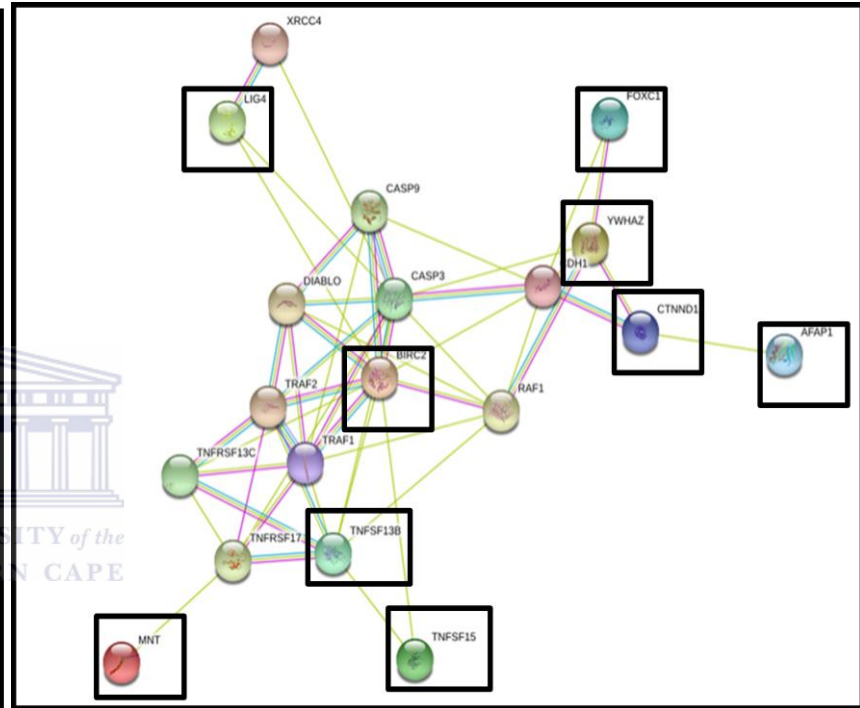 XRCC4
LIG4
FOXC1
CASP9
YWHAZ
CASP3
DIABLO
CTNND1
AFAP1
BIRC2
TRAF2
RAF1
TRAF1
TNFRSF13C
TNFSF13B
TNFRSF17
SITY of the
N CAPE
MNT
TNFSF15